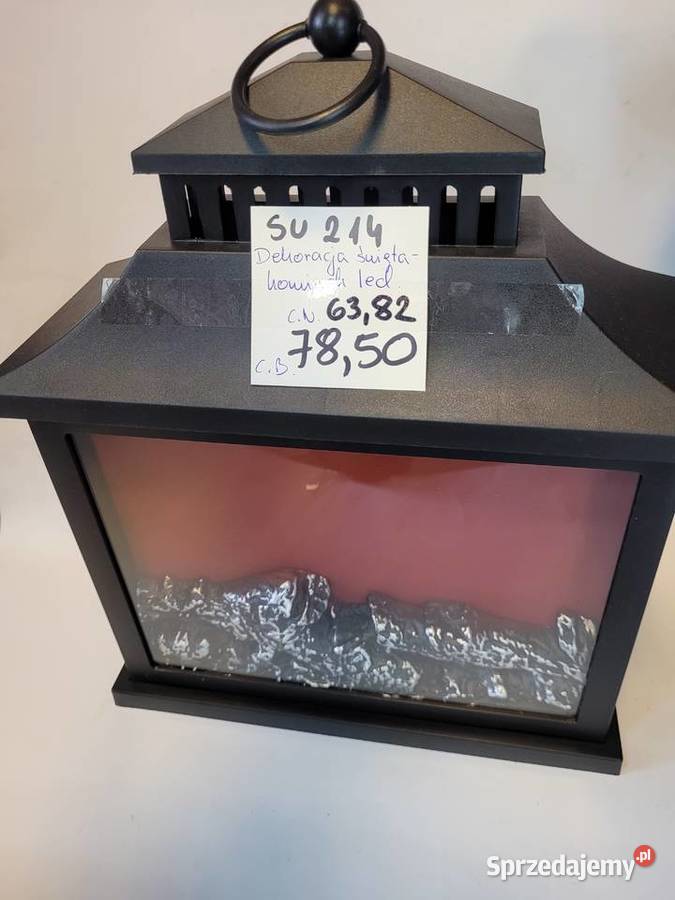 SU 214
Dekoracja święta-
kominek led
C.N. 63,82
C.B. 78,50
Sprzedajemy.pl